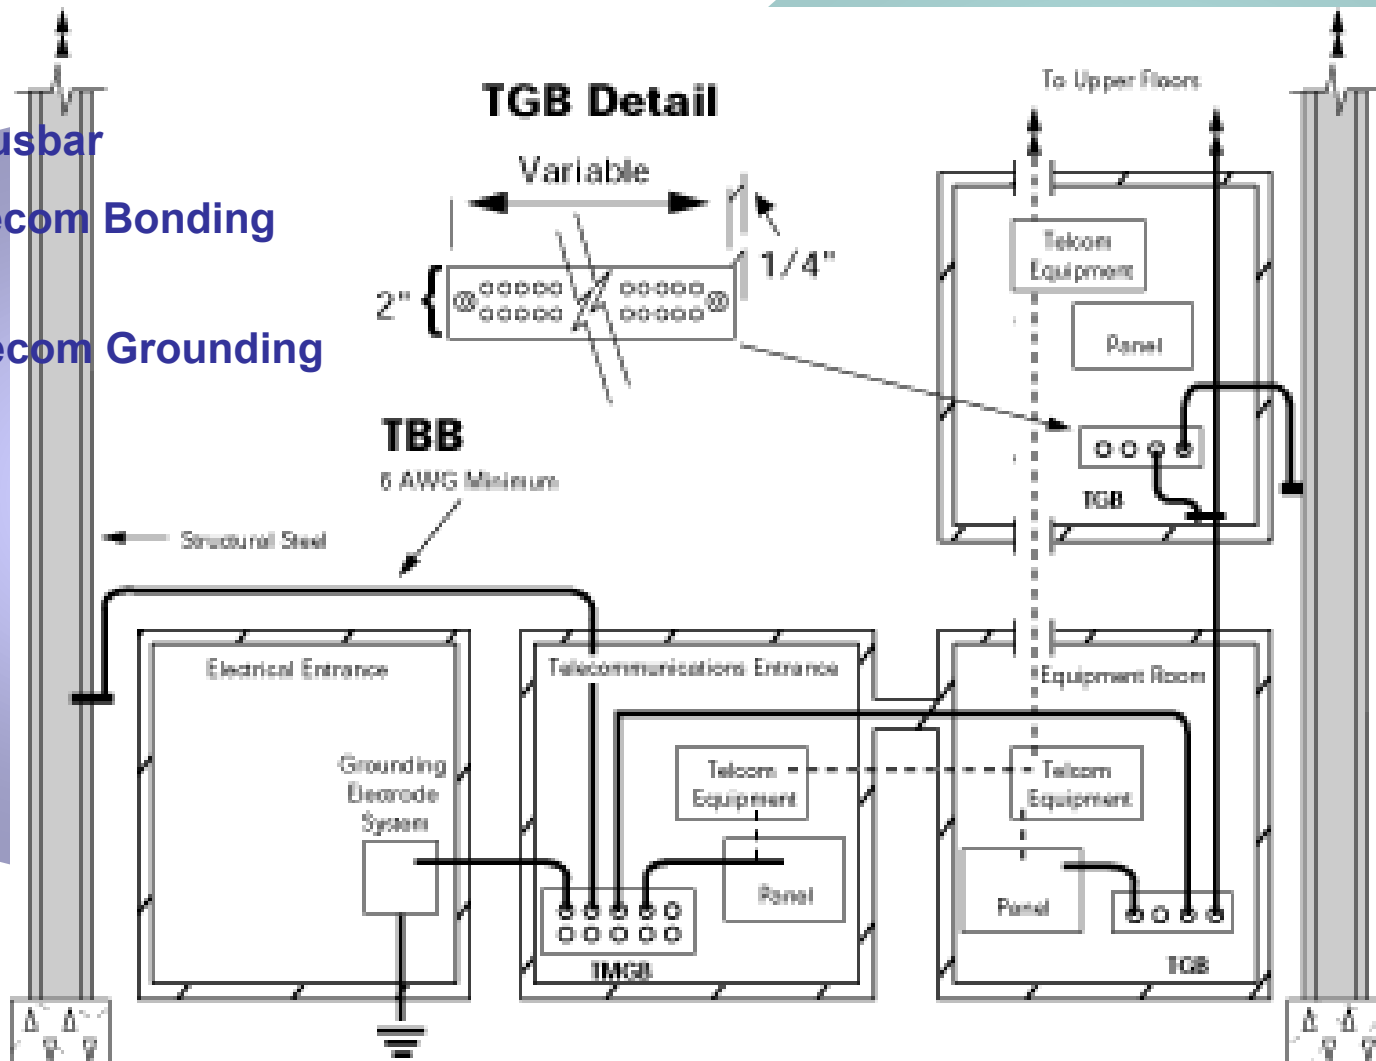 To Upper Floors
TGB Detail
usbar
Variable
ecom Bonding
Telcom
Equipment
1/4"
2"
Panel
ecom Grounding
TBB
6 AWG Minimum
TGB
Structural Steel
Electrical Entrance
Telecommunications Entrance
Equipment Room
Grounding
Electrode
System
Telcom
Equipment
Telcom
Equipment
Panel
Panel
TMGB
TGB